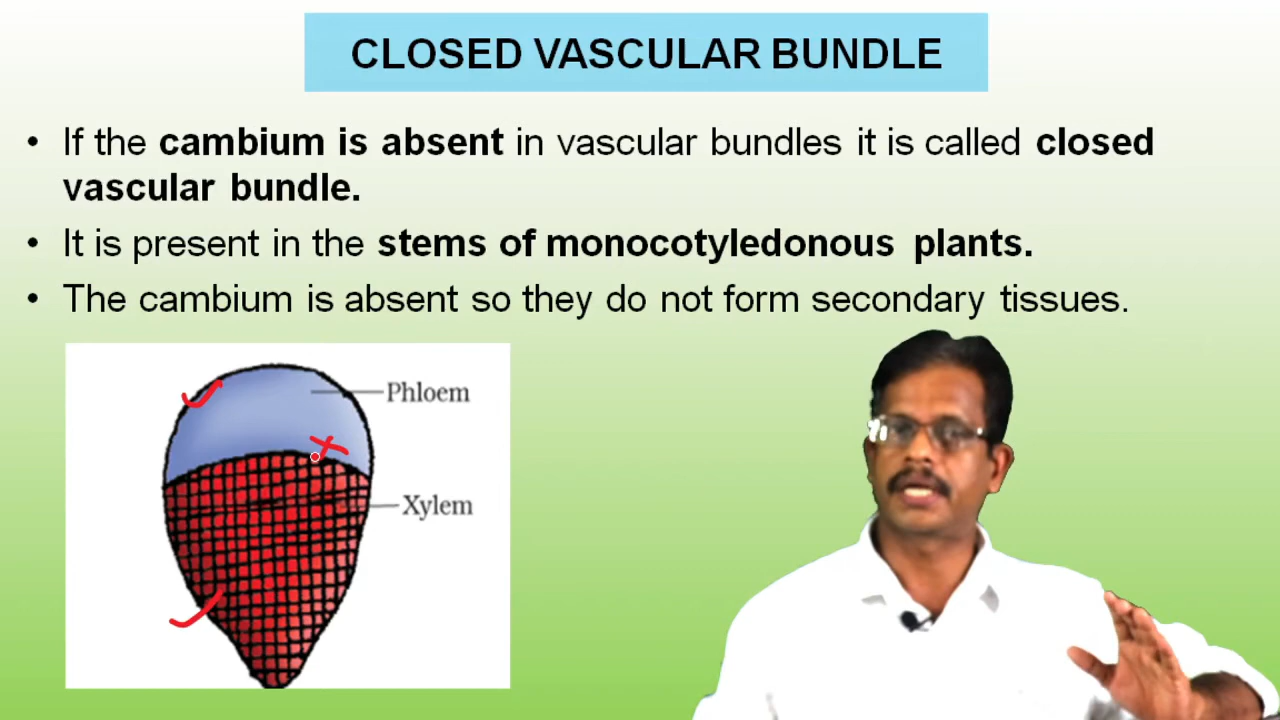 CLOSED VASCULAR BUNDLE
• If the cambium is absent in vascular bundles it is called closed
vascular bundle.
• It is present in the stems of monocotyledonous plants.
• The cambium is absent so they do not form secondary tissues.
Phloem
Xylem